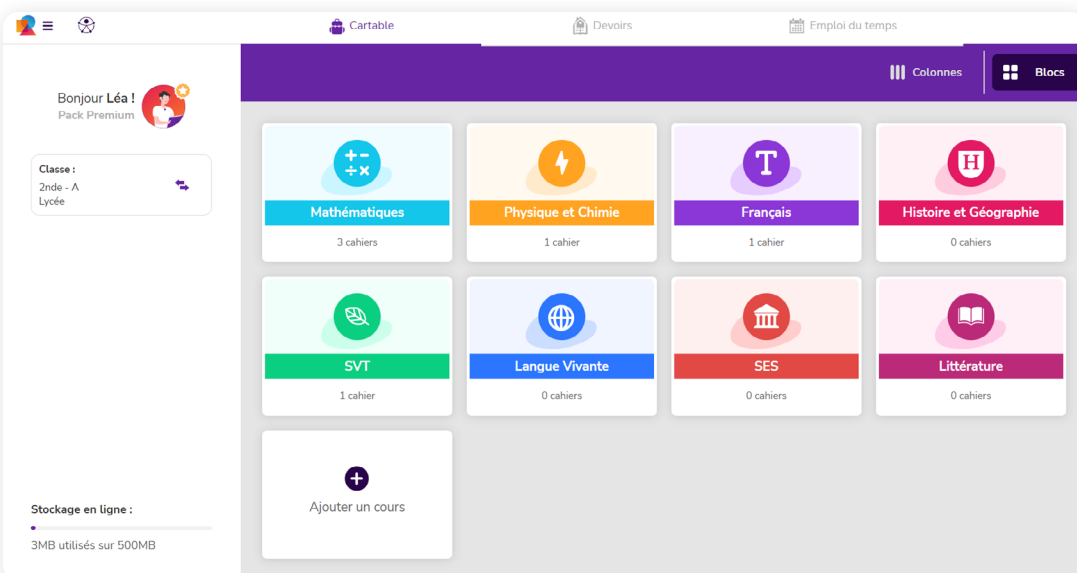 Cartable
Devoirs
Emploi du temps
Colonnes
Blocs
Bonjour Léa !
Pack Premium
Classe :
2nde - A
Lycée
Mathématiques
3 cahiers
Physique et Chimie
1 cahier
T
Français
1 cahier
H
Histoire et Géographie
0 cahiers
SVT
1 cahier
Langue Vivante
0 cahiers
SES
0 cahiers
Littérature
0 cahiers
Ajouter un cours
Stockage en ligne :
3MB utilisés sur 500MB